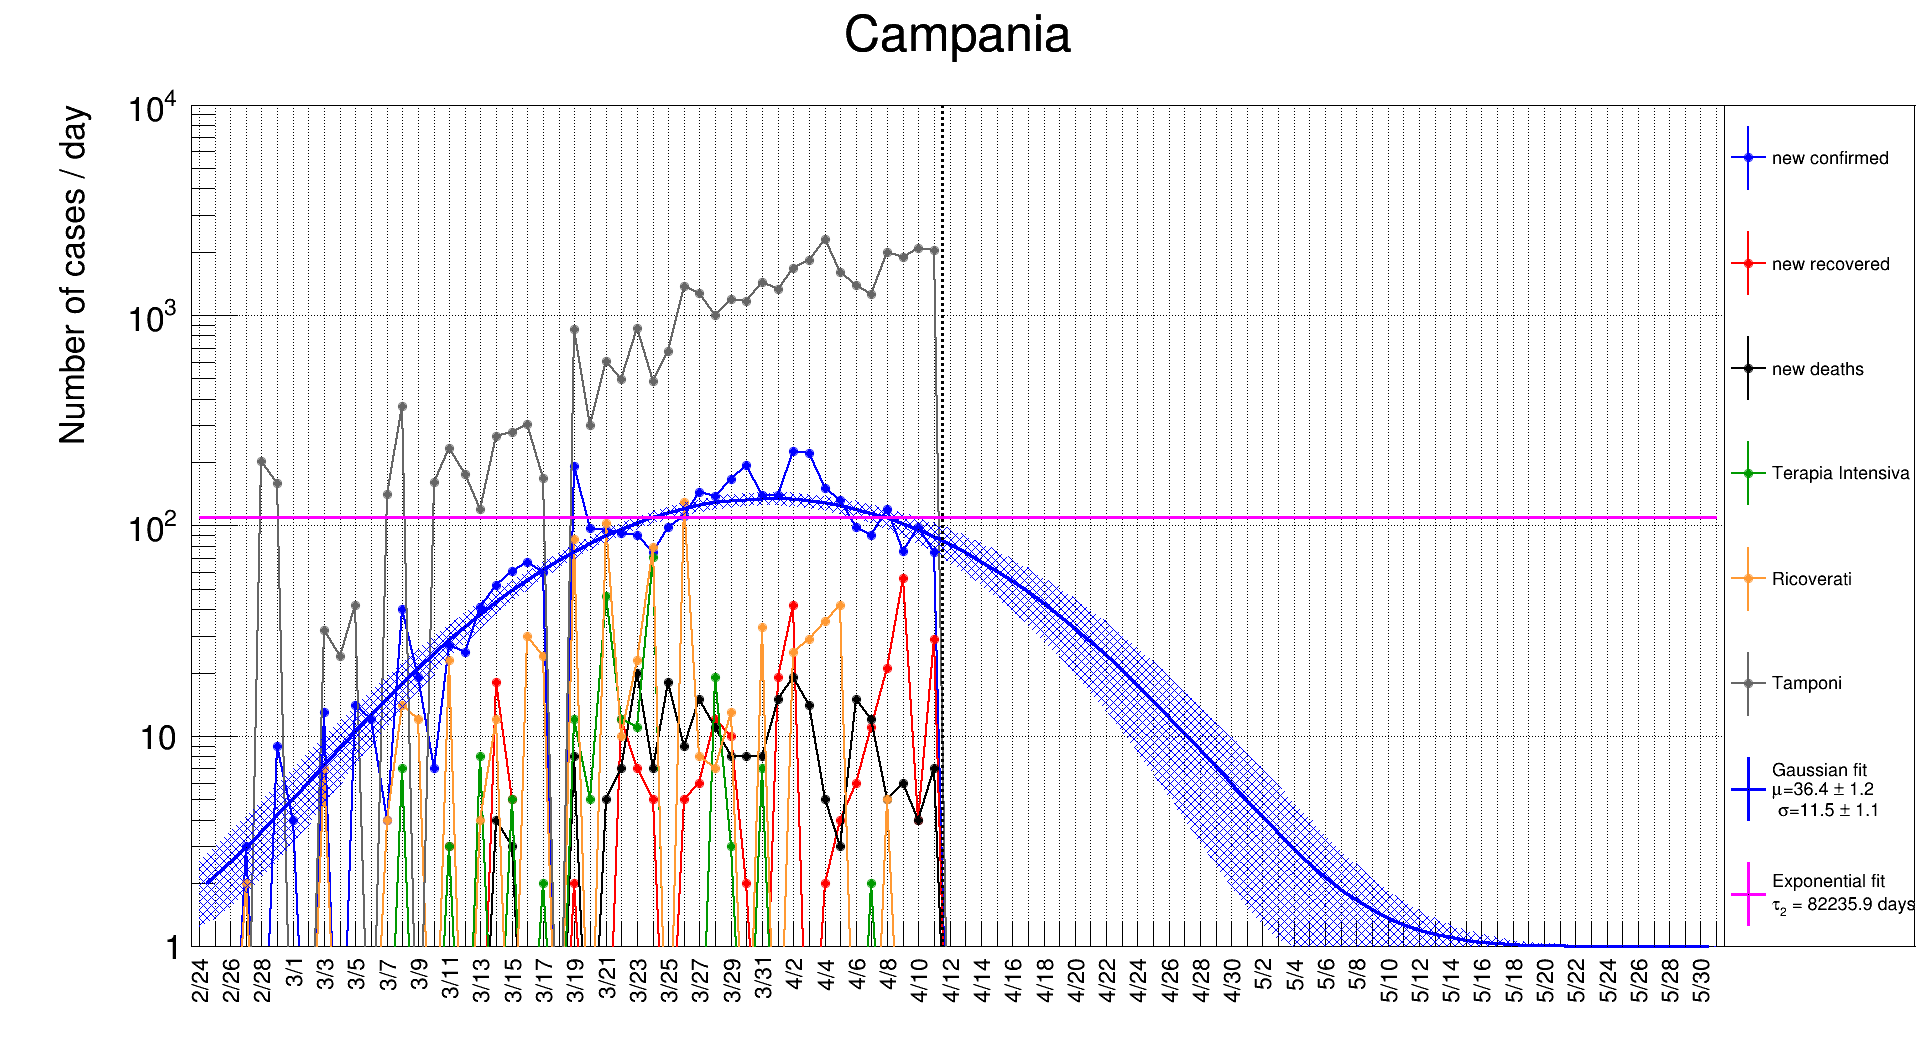 Campania
Number of cases / day
10⁴
10³
10²
10
1
2/24 2/26 2/28 3/1 3/3 3/5 3/7 3/9 3/11 3/13 3/15 3/17 3/19 3/21 3/23 3/25 3/27 3/29 3/31 4/2 4/4 4/6 4/8 4/10 4/12 4/14 4/16 4/18 4/20 4/22 4/24 4/26 4/28 4/30 5/2 5/4 5/6 5/8 5/10 5/12 5/14 5/16 5/18 5/20 5/22 5/24 5/26 5/28 5/30
new confirmed
new recovered
new deaths
Terapia Intensiva
Ricoverati
Tamponi
Gaussian fit
μ=36.4 ± 1.2
σ=11.5 ± 1.1
Exponential fit
τ₂ = 82235.9 days